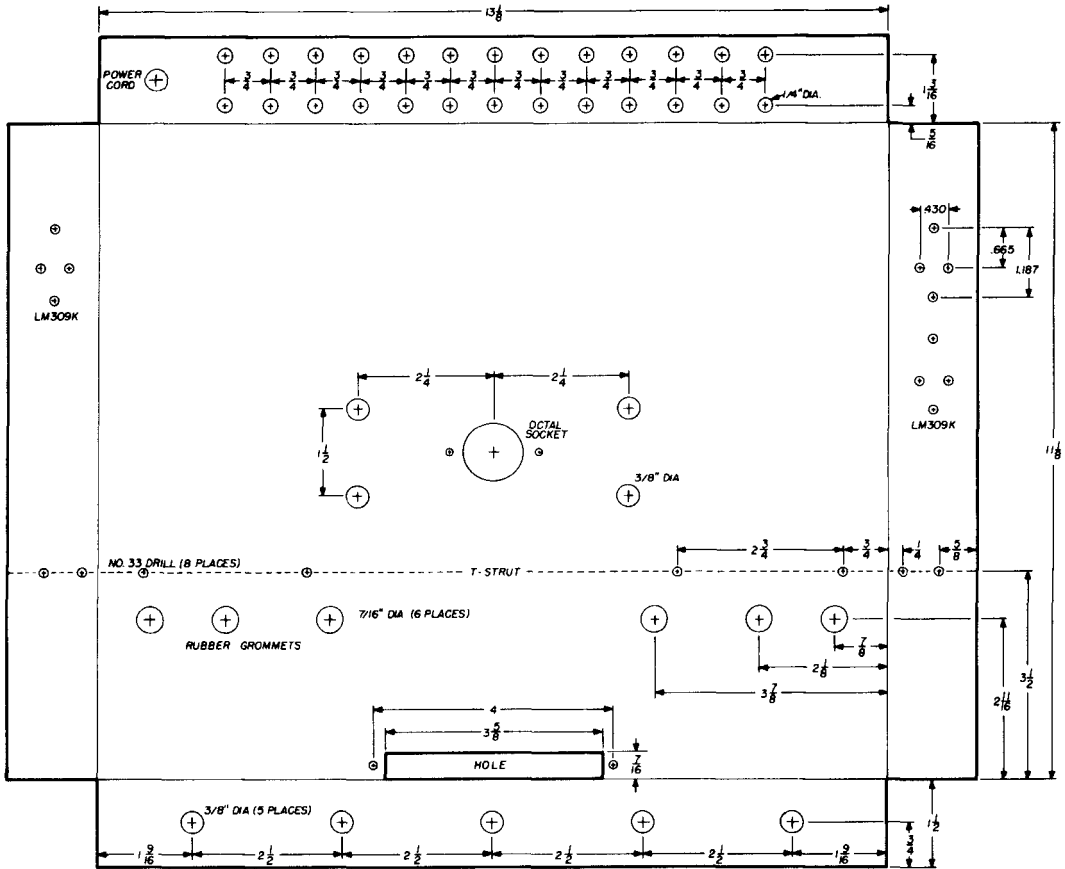 13 1/8
POWER
CORD
3/4 3/4 3/4 3/4 3/4 3/4 3/4 3/4 3/4 3/4 3/4 3/4
1/4" DIA.
1 3/16
5/16
.430
.665
1.187
LM309K
2 1/4 2 1/4
OCTAL
SOCKET
LM309K
1 1/2
11 1/8
3/8" DIA
NO. 33 DRILL (8 PLACES)
2 3/4 3/4 1/4 5/8
T-STRUT
7/16" DIA (6 PLACES)
RUBBER GROMMETS
7/8
2 1/8
3 7/8
3 1/2
2 11/16
4
3 5/8
HOLE
7/16
3/8" DIA (5 PLACES)
1 1/2
3/4
1 9/16 2 1/2 2 1/2 2 1/2 2 1/2 1 9/16